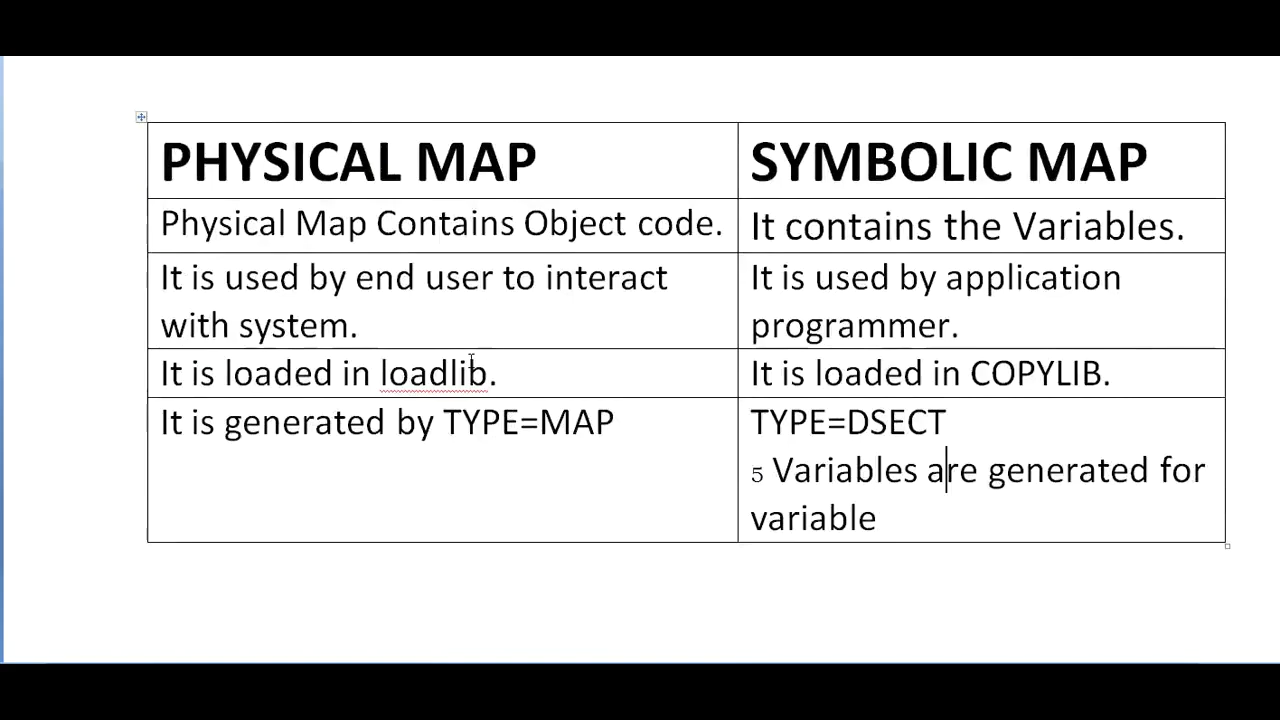 PHYSICAL MAP
SYMBOLIC MAP
Physical Map Contains Object code.
It contains the Variables.
It is used by end user to interact
with system.
It is used by application
programmer.
It is loaded in loadlib.
It is loaded in COPYLIB.
It is generated by TYPE=MAP
TYPE=DSECT
5 Variables are generated for
variable